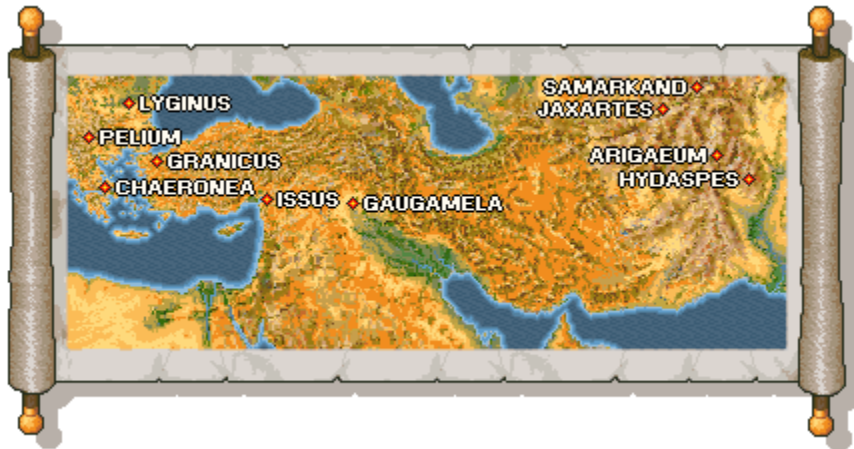 SAMARKAND
LYGINUS
JAXARTES
PELIUM
ARIGAEUM
GRANICUS
HYDASPES
CHAERONEA
ISSUS
GAUGAMELA